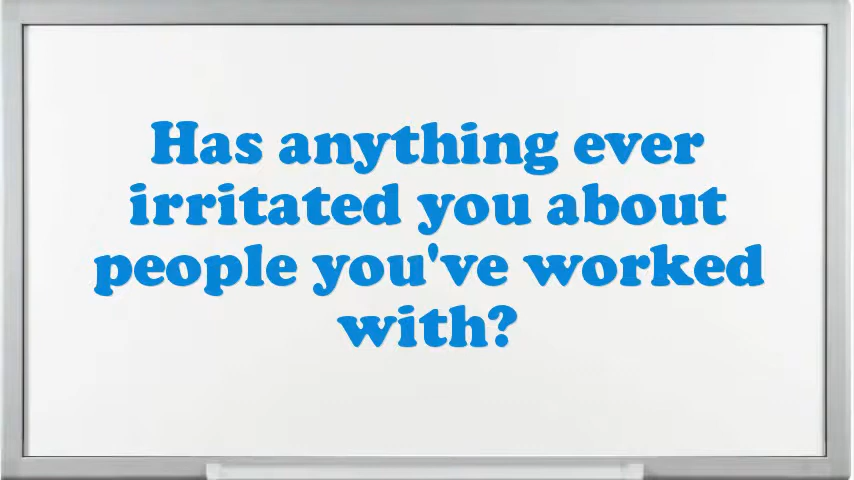 Has anything ever
irritated you about
people you've worked
with?